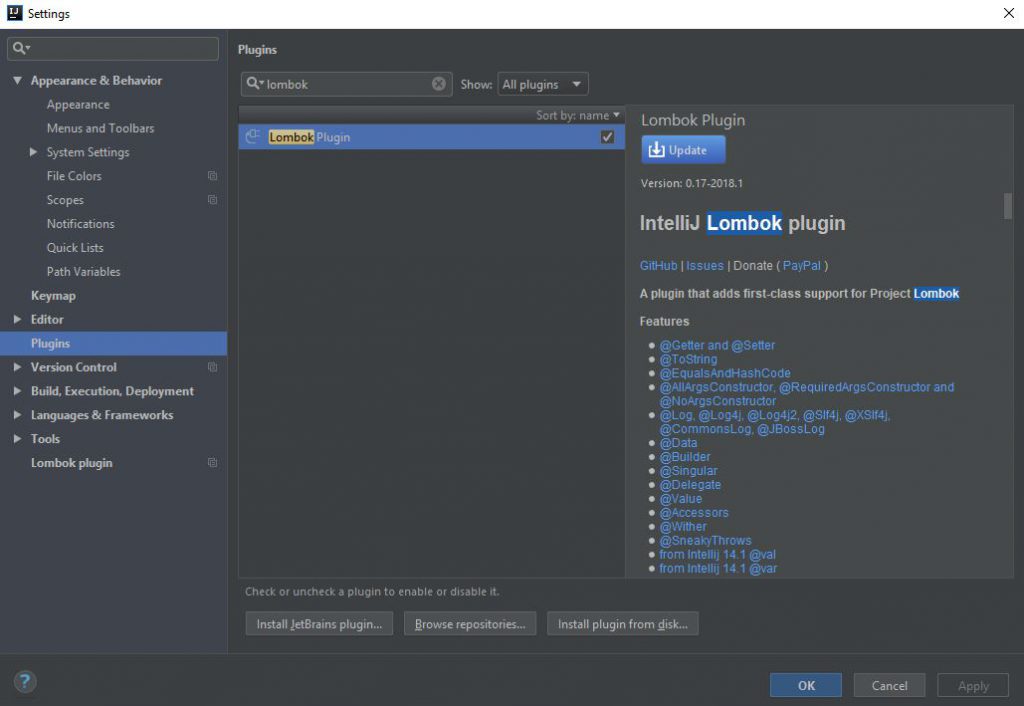 IJ
Settings
Appearance & Behavior
Appearance
Menus and Toolbars
System Settings
File Colors
Scopes
Notifications
Quick Lists
Path Variables
Keymap
Editor
Plugins
Version Control
Build, Execution, Deployment
Languages & Frameworks
Tools
Lombok plugin
Plugins
lombok
Show: All plugins
Sort by: name
Lombok Plugin
Lombok Plugin
Update
Version: 0.17-2018.1
IntelliJ Lombok plugin
GitHub | Issues | Donate ( PayPal )
A plugin that adds first-class support for Project Lombok
Features
@Getter and @Setter
@ToString
@EqualsAndHashCode
@AllArgsConstructor, @RequiredArgsConstructor and
@NoArgsConstructor
@Log, @Log4j, @Log4j2, @Slf4j, @XSlf4j,
@CommonsLog, @JBossLog
@Data
@Builder
@Singular
@Delegate
@Value
@Accessors
@Wither
@SneakyThrows
from Intellij 14.1 @val
from Intellij 14.1 @var
Check or uncheck a plugin to enable or disable it.
Install JetBrains plugin... Browse repositories... Install plugin from disk...
? OK Cancel Apply